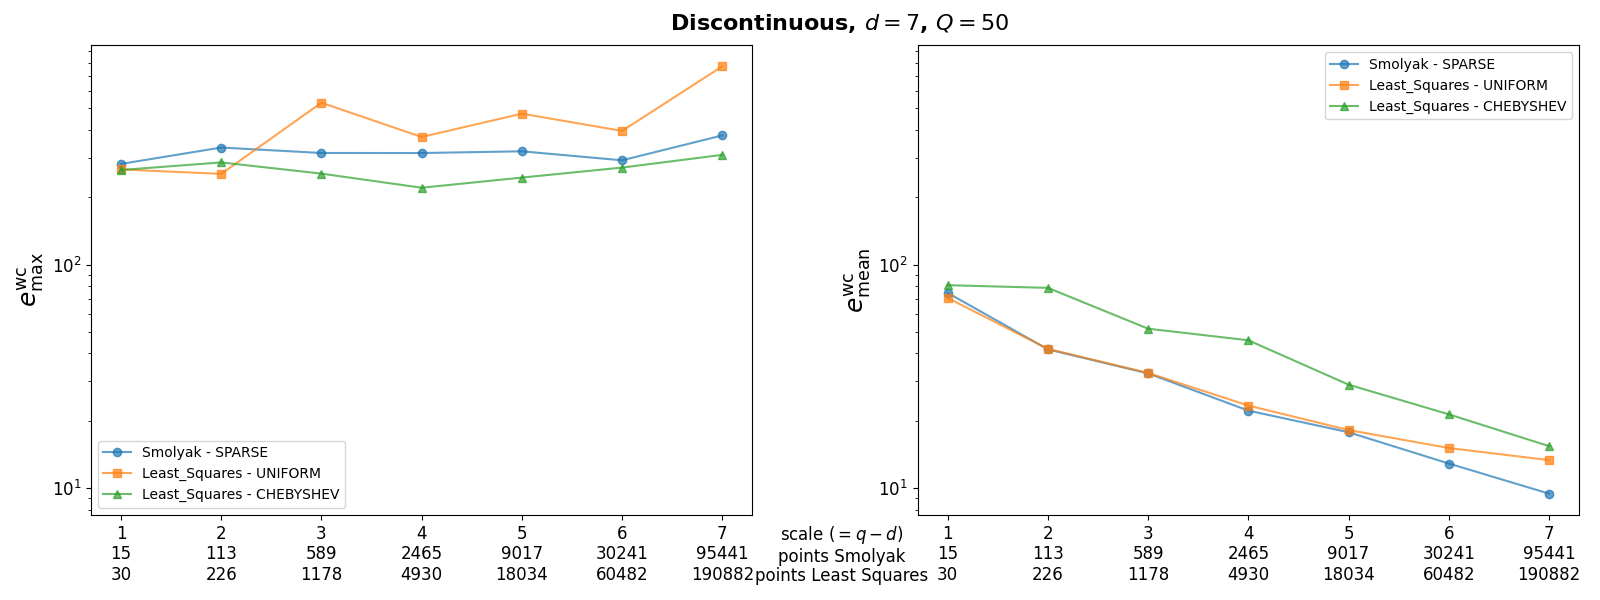 Discontinuous, d = 7, Q = 50
e^wc_max
10^2
10^1
Smolyak - SPARSE
Least_Squares - UNIFORM
Least_Squares - CHEBYSHEV
1 2 3 4 5 6 7
15 113 589 2465 9017 30241 95441
30 226 1178 4930 18034 60482 190882
scale (= q − d)
points Smolyak
points Least Squares
e^wc_mean
10^2
10^1
Smolyak - SPARSE
Least_Squares - UNIFORM
Least_Squares - CHEBYSHEV
1 2 3 4 5 6 7
15 113 589 2465 9017 30241 95441
30 226 1178 4930 18034 60482 190882